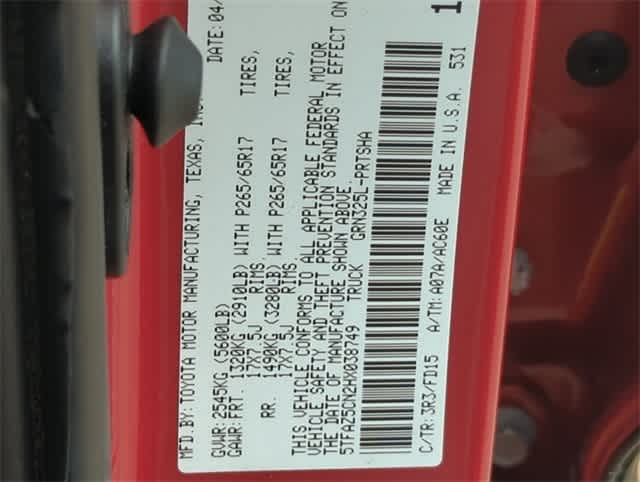 MFD.BY: TOYOTA MOTOR MANUFACTURING, TEXAS, INC. DATE: 04/
GVWR: 2545KG (5600LB)
GAWR: FRT. 1320KG (2910LB) WITH P265/65R17 TIRES,
17X7.5J RIMS,
RR. 1490KG (3280LB) WITH P265/65R17 TIRES,
17X7.5J RIMS.
THIS VEHICLE CONFORMS TO ALL APPLICABLE FEDERAL MOTOR
VEHICLE SAFETY AND THEFT PREVENTION STANDARDS IN EFFECT ON
THE DATE OF MANUFACTURE SHOWN ABOVE.
5TFAZ5CN2HX038749 TRUCK GRN325L-PRTSHA
1
C/TR: 3R3/FD15 A/TM: A07A/AC60E MADE IN U.S.A. 531